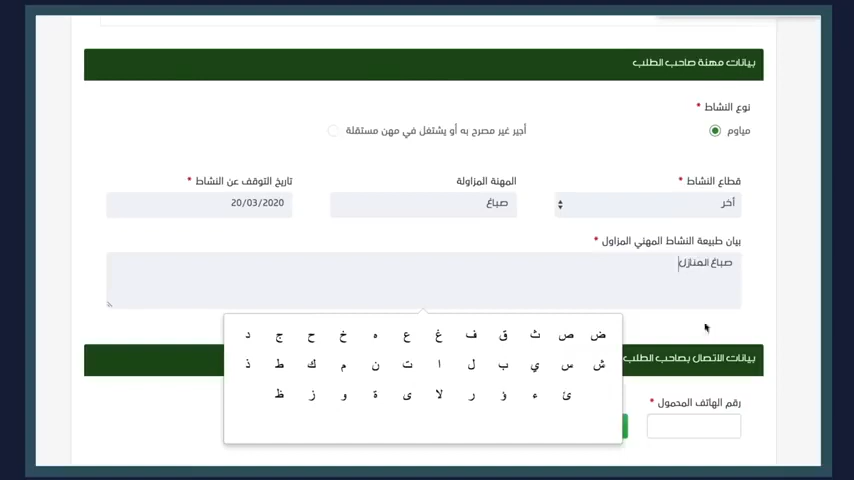 بيانات مهنة صاحب الطلب
نوع النشاط *
مياوم
أجير غير مصرح به أو يشتغل في مهن مستقلة
قطاع النشاط *
المهنة المزاولة
تاريخ التوقف عن النشاط *
أخر
صباغ
20/03/2020
بيان طبيعة النشاط المهني المزاول *
صباغ المنازل
ض ص ث ق ف غ ع ه خ ح ج د
ش س ي ب ل ا ت ن م ك ط ذ
ئ ء ؤ ر لا ى ة و ز ظ
بيانات الاتصال بصاحب الطلب
رقم الهاتف المحمول *